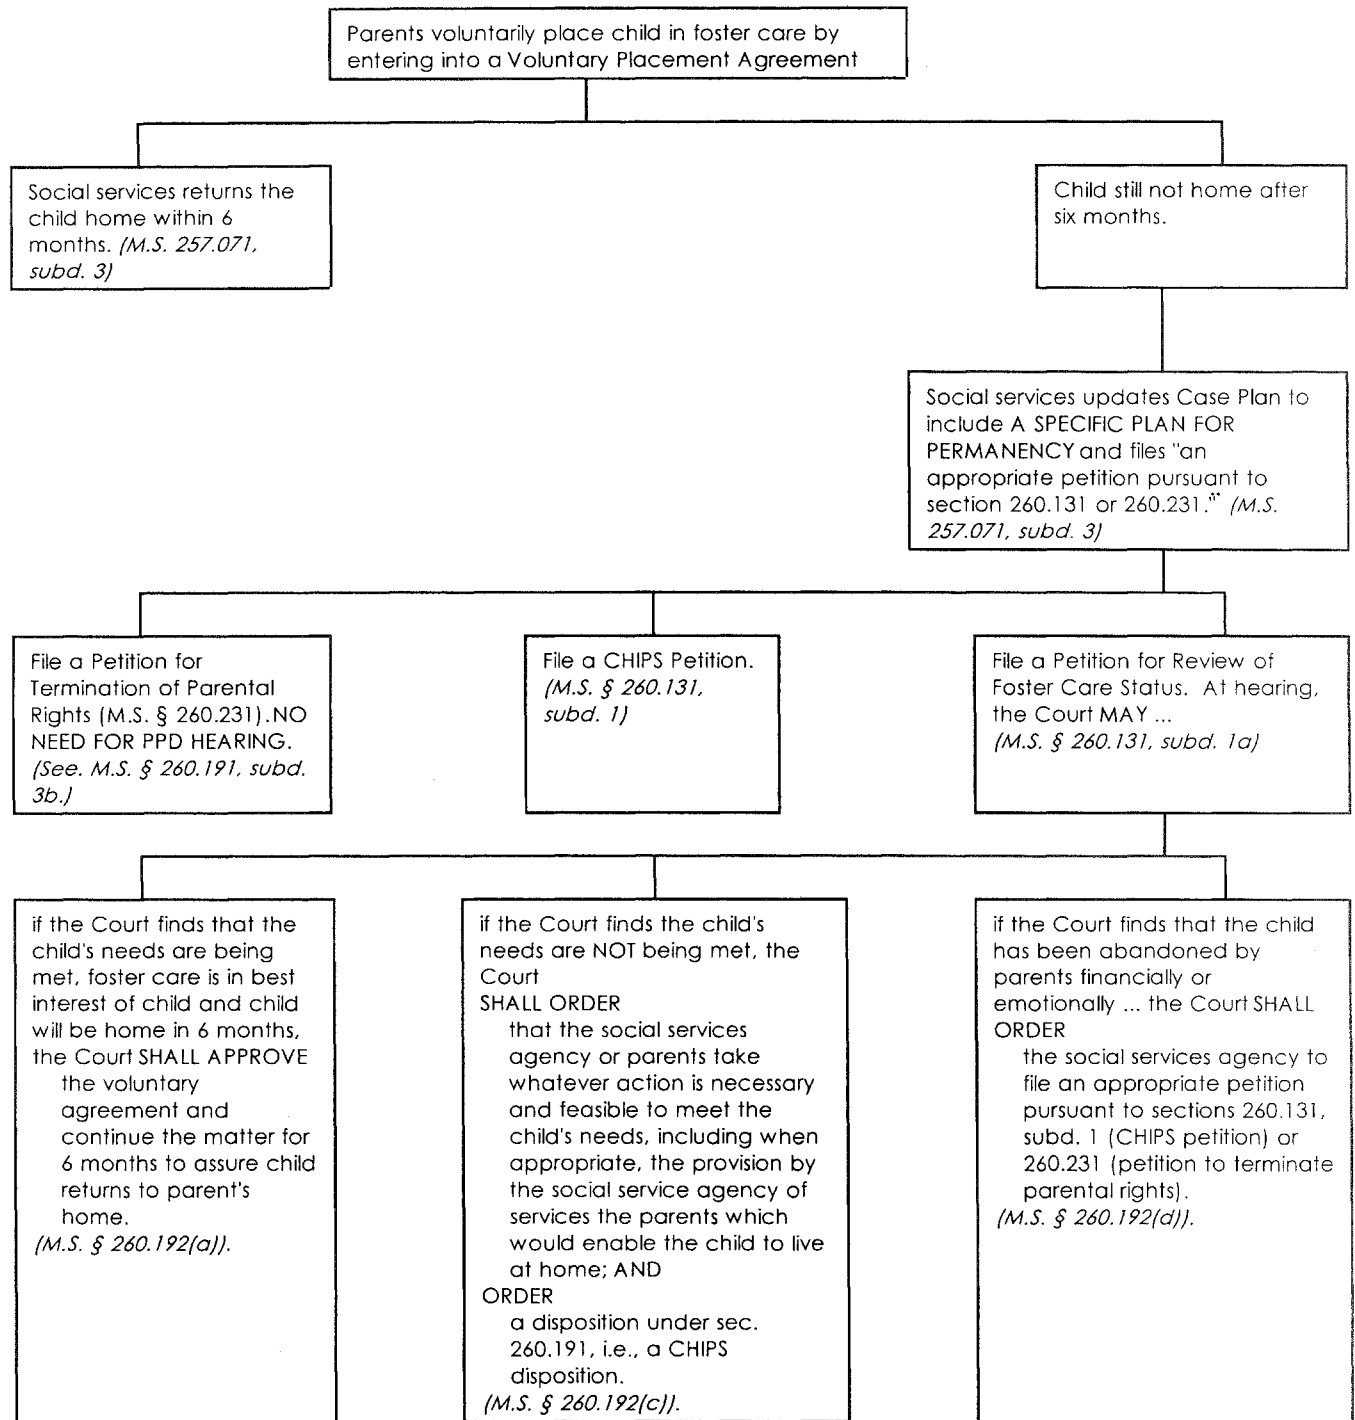 Parents voluntarily place child in foster care by
entering into a Voluntary Placement Agreement
Social services returns the
child home within 6
months. (M.S. 257.071,
subd. 3)
Child still not home after
six months.
Social services updates Case Plan to
include A SPECIFIC PLAN FOR
PERMANENCY and files "an
appropriate petition pursuant to
section 260.131 or 260.231." (M.S.
257.071, subd. 3)
File a Petition for
Termination of Parental
Rights (M.S. § 260.231).NO
NEED FOR PPD HEARING.
(See. M.S. § 260.191, subd.
3b.)
File a CHIPS Petition.
(M.S. § 260.131,
subd. 1)
File a Petition for Review of
Foster Care Status. At hearing,
the Court MAY ...
(M.S. § 260.131, subd. 1a)
if the Court finds that the
child's needs are being
met, foster care is in best
interest of child and child
will be home in 6 months,
the Court SHALL APPROVE
the voluntary
agreement and
continue the matter for
6 months to assure child
returns to parent's
home.
(M.S. § 260.192(a)).
if the Court finds the child's
needs are NOT being met, the
Court
SHALL ORDER
that the social services
agency or parents take
whatever action is necessary
and feasible to meet the
child's needs, including when
appropriate, the provision by
the social service agency of
services the parents which
would enable the child to live
at home; AND
ORDER
a disposition under sec.
260.191, i.e., a CHIPS
disposition.
(M.S. § 260.192(c)).
if the Court finds that the child
has been abandoned by
parents financially or
emotionally ... the Court SHALL
ORDER
the social services agency to
file an appropriate petition
pursuant to sections 260.131,
subd. 1 (CHIPS petition) or
260.231 (petition to terminate
parental rights).
(M.S. § 260.192(d)).